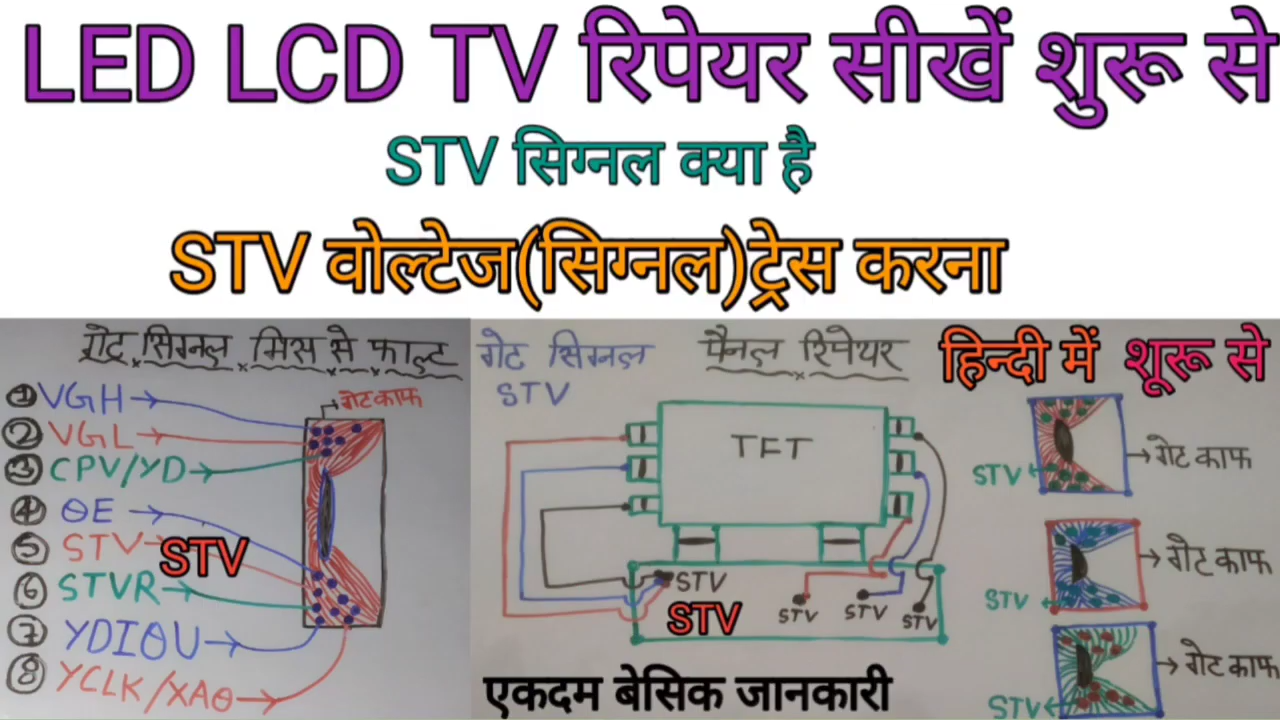 LED LCD TV रिपेयर सीखें शुरू से
STV सिग्नल क्या है
STV वोल्टेज(सिग्नल)ट्रेस करना
गेट सिग्नल मिस से फाल्ट
① VGH
② VGL
③ CPV/YD
④ OE
⑤ STV
STV
⑥ STVR
⑦ YDIOU
⑧ YCLK/XAO
गेट काफ
गेट सिग्नल
STV
पैनल रिपेयर
TFT
STV
STV
STV
STV
STV
हिन्दी में शूरू से
गेट काफ
STV
गेट काफ
STV
गेट काफ
STV
एकदम बेसिक जानकारी